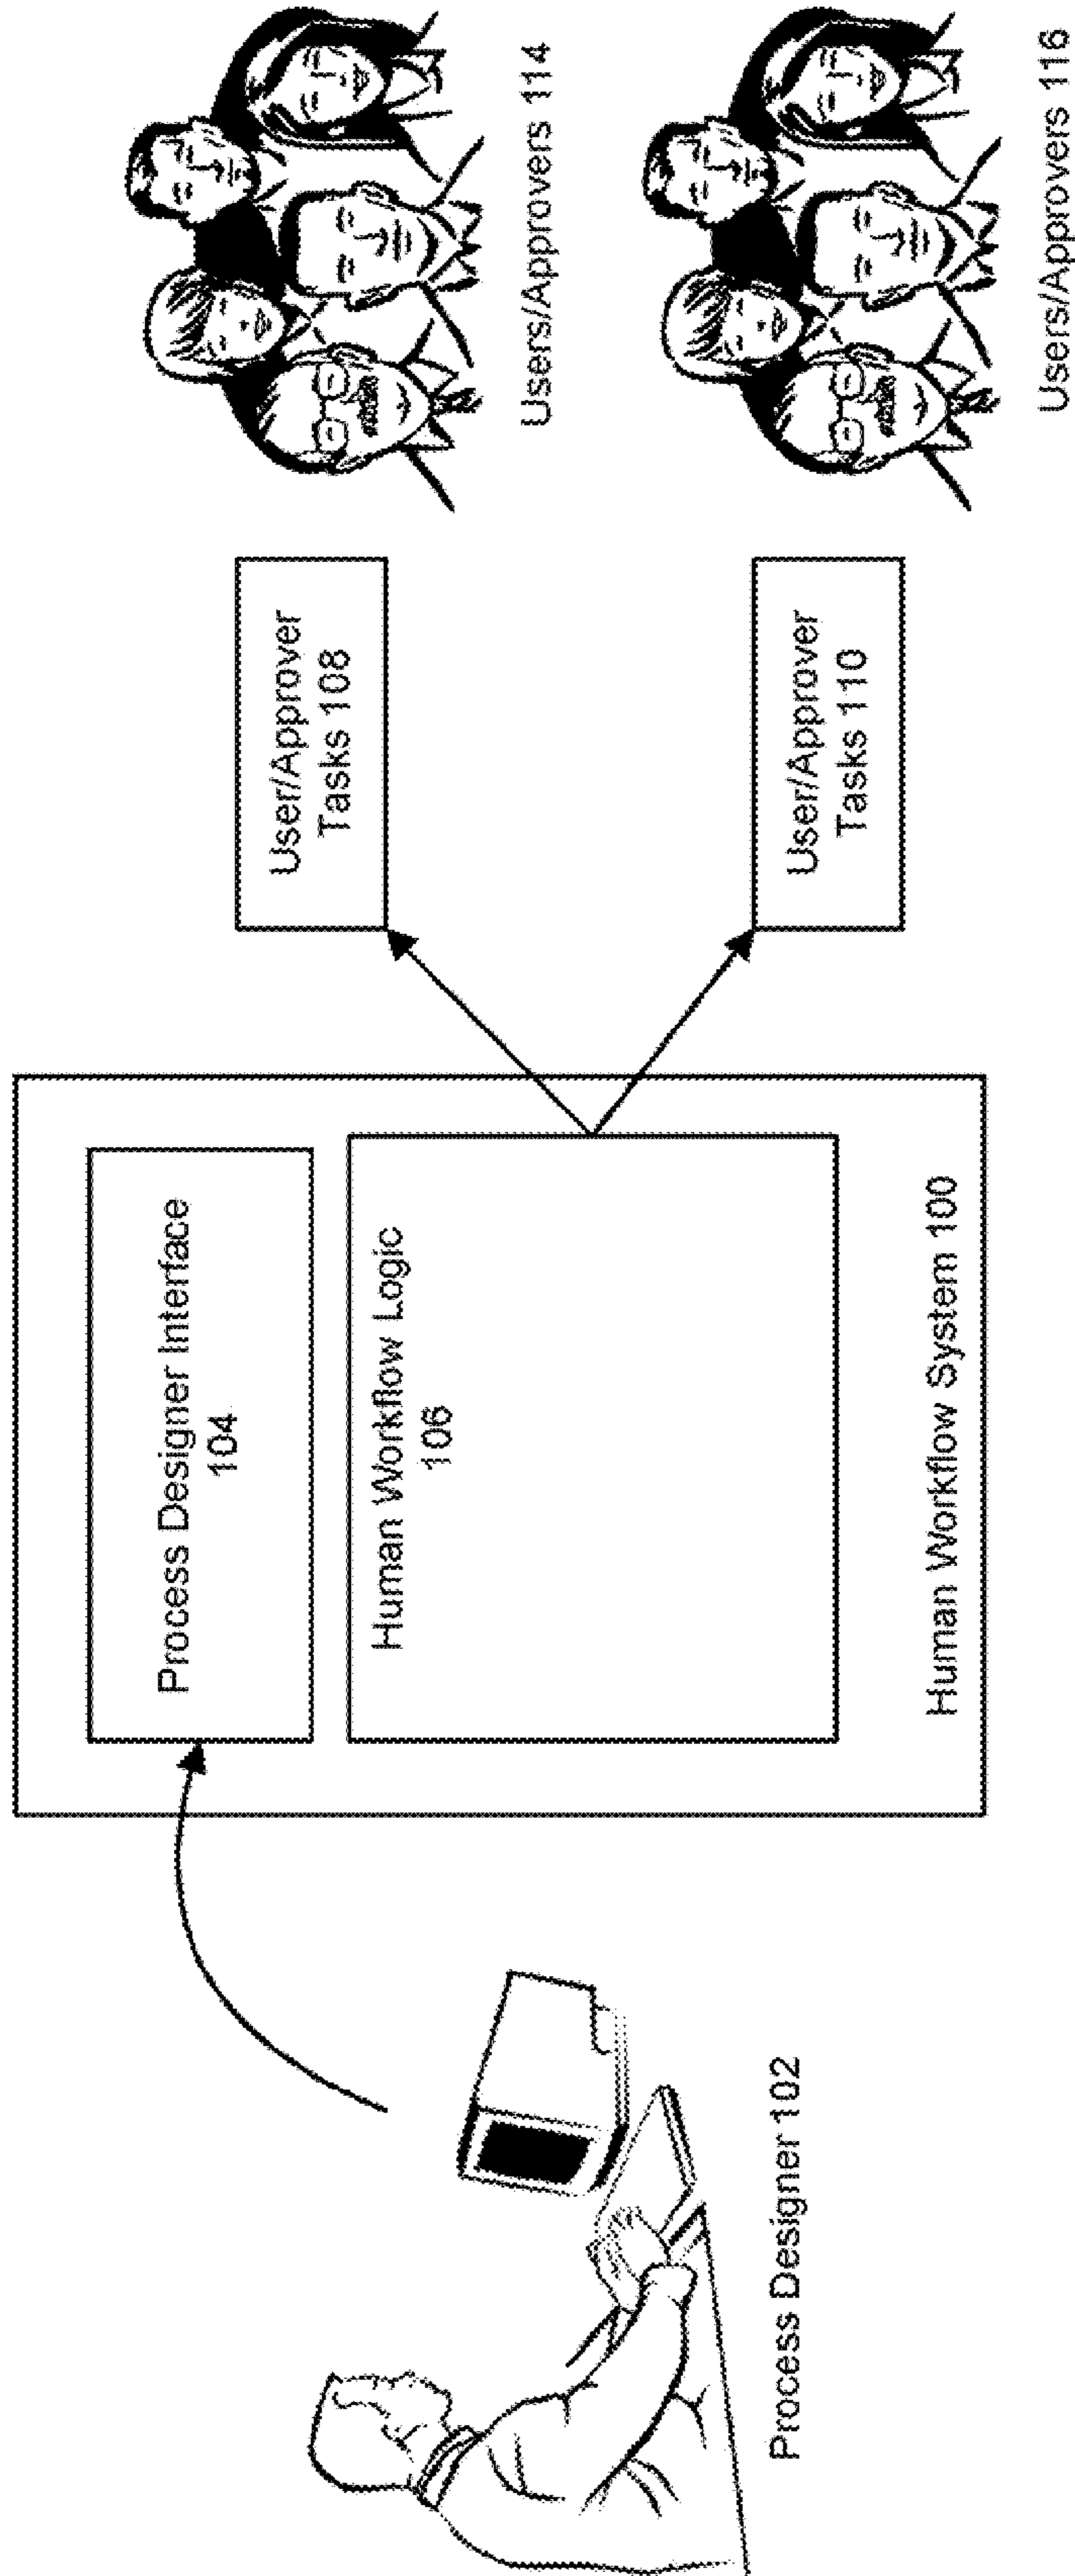 Process Designer 102
Process Designer Interface
104
Human Workflow Logic
106
Human Workflow System 100
User/Approver
Tasks 108
User/Approver
Tasks 110
Users/Approvers 114
Users/Approvers 116